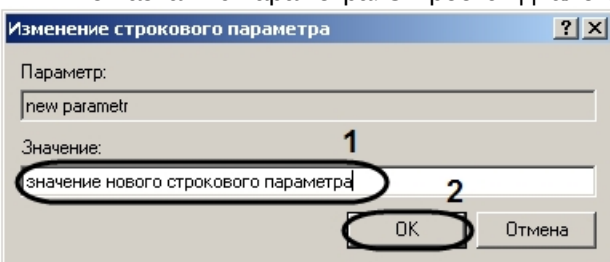 Изменение строкового параметра
Параметр:
new parametr
Значение:
1
значение нового строкового параметра
2
OK
Отмена